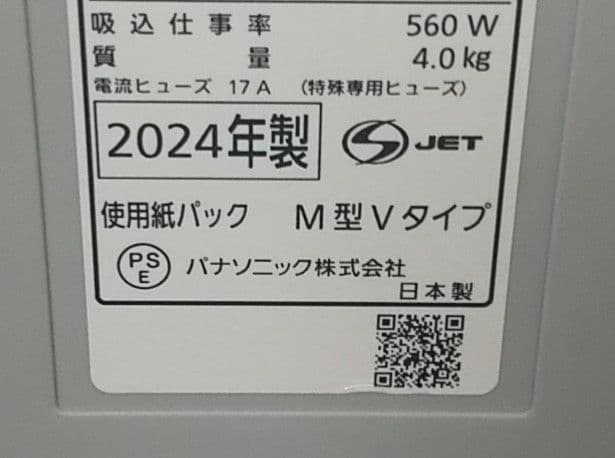 吸込仕事率 560 W
質量 4.0 kg
電流ヒューズ 17 A （特殊専用ヒューズ）
2024年製 S JET
使用紙パック M型Vタイプ
PSE パナソニック株式会社
日本製